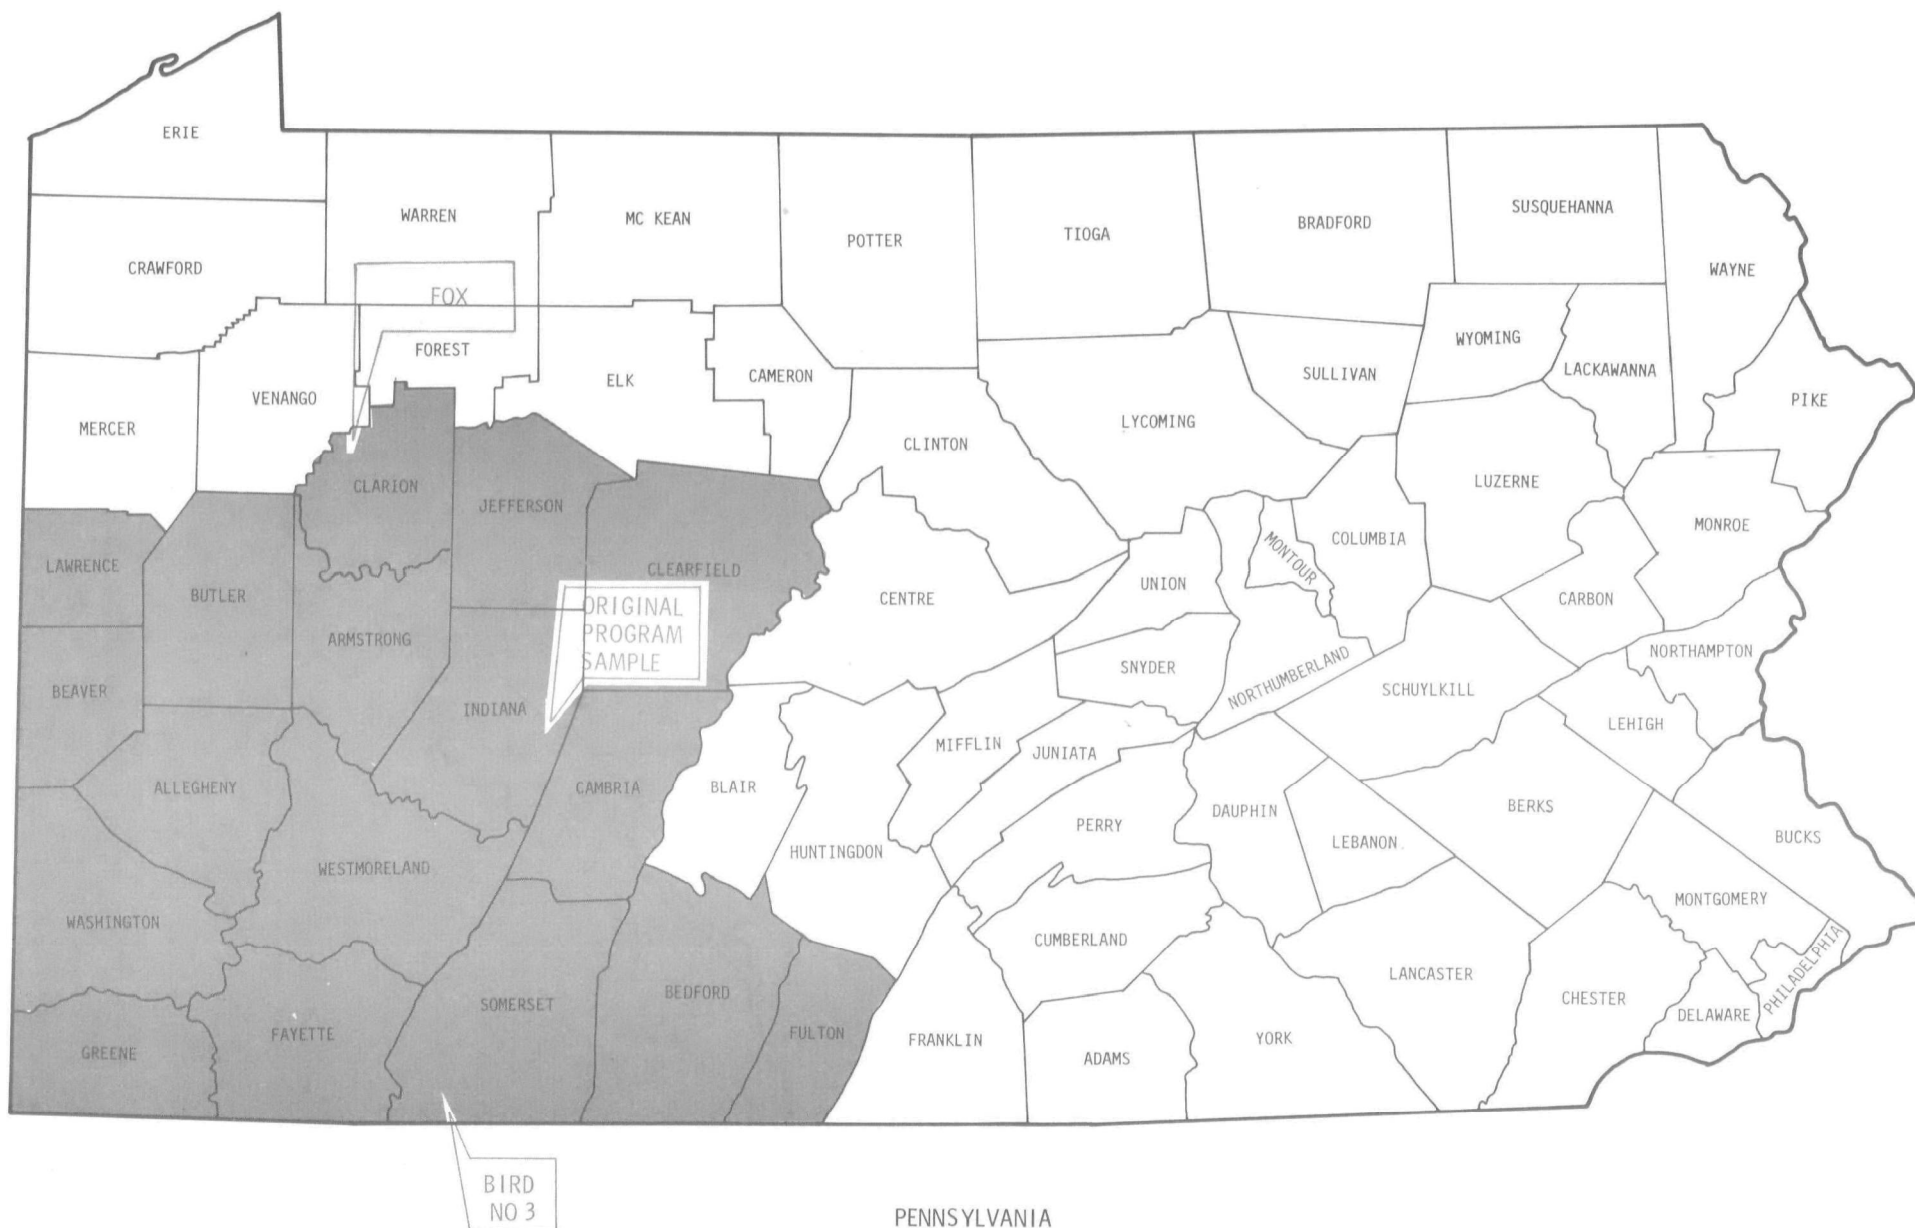 ERIE
WARREN
MC KEAN
POTTER
TIOGA
BRADFORD
SUSQUEHANNA
WAYNE
CRAWFORD
FOX
FOREST
WYOMING
LACKAWANNA
SULLIVAN
ELK
CAMERON
VENANGO
PIKE
MERCER
LYCOMING
CLINTON
CLARION
JEFFERSON
LUZERNE
MONROE
COLUMBIA
MONTOUR
LAWRENCE
CLEARFIELD
BUTLER
CENTRE
UNION
CARBON
ORIGINAL
PROGRAM
SAMPLE
ARMSTRONG
NORTHAMPTON
SNYDER
NORTHUMBERLAND
BEAVER
INDIANA
SCHUYLKILL
LEHIGH
MIFFLIN
JUNIATA
ALLEGHENY
CAMBRIA
BLAIR
DAUPHIN
BERKS
PERRY
BUCKS
LEBANON
HUNTINGDON
WESTMORELAND
MONTGOMERY
WASHINGTON
CUMBERLAND
PHILADELPHIA
LANCASTER
BEDFORD
SOMERSET
CHESTER
DELAWARE
FAYETTE
FULTON
FRANKLIN
YORK
GREENE
ADAMS
BIRD
NO 3
PENNSYLVANIA